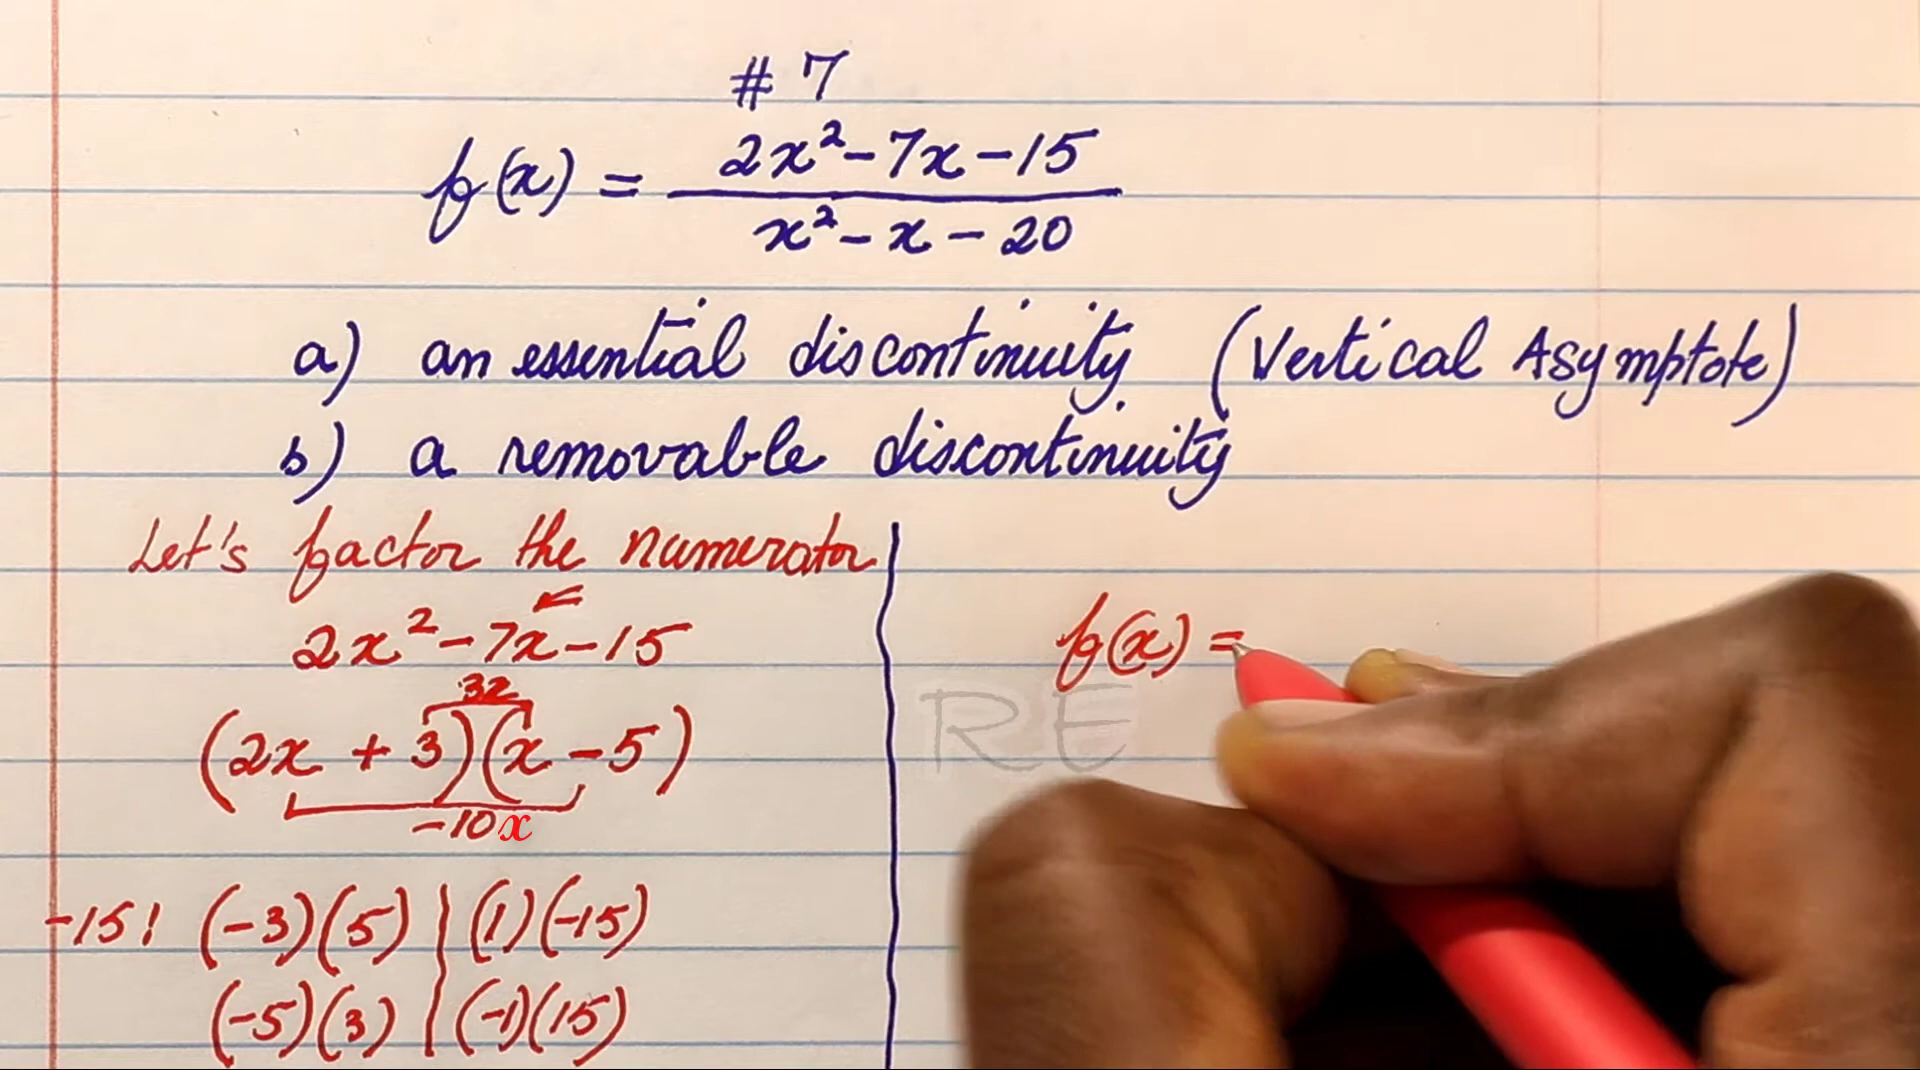 # 7
f(x) = 2x² - 7x - 15 / x² - x - 20
a) an essential discontinuity (Vertical Asymptote)
b) a removable discontinuity
Let's factor the numerator
2x² - 7x - 15
3x
(2x + 3)(x - 5)
-10x
-15! (-3)(5) | (1)(-15)
(-5)(3) | (-1)(15)
f(x) =
RE